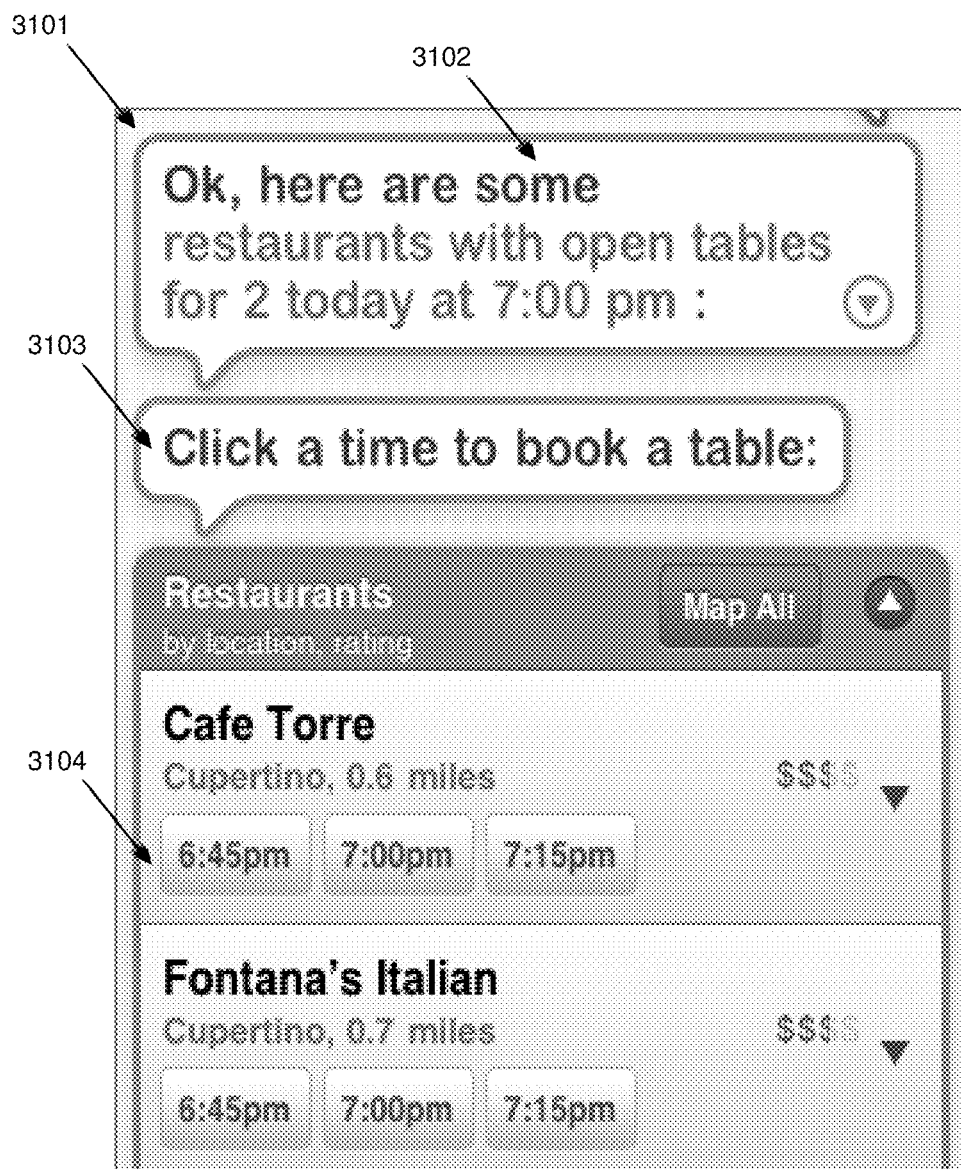 3101
3102
Ok, here are some
restaurants with open tables
for 2 today at 7:00 pm :
3103
Click a time to book a table:
Restaurants
Map All
by location, rating
Cafe Torre
3104
Cupertino, 0.6 miles
$$$$
6:45pm 7:00pm 7:15pm
Fontana's Italian
Cupertino, 0.7 miles
$$$$
6:45pm 7:00pm 7:15pm